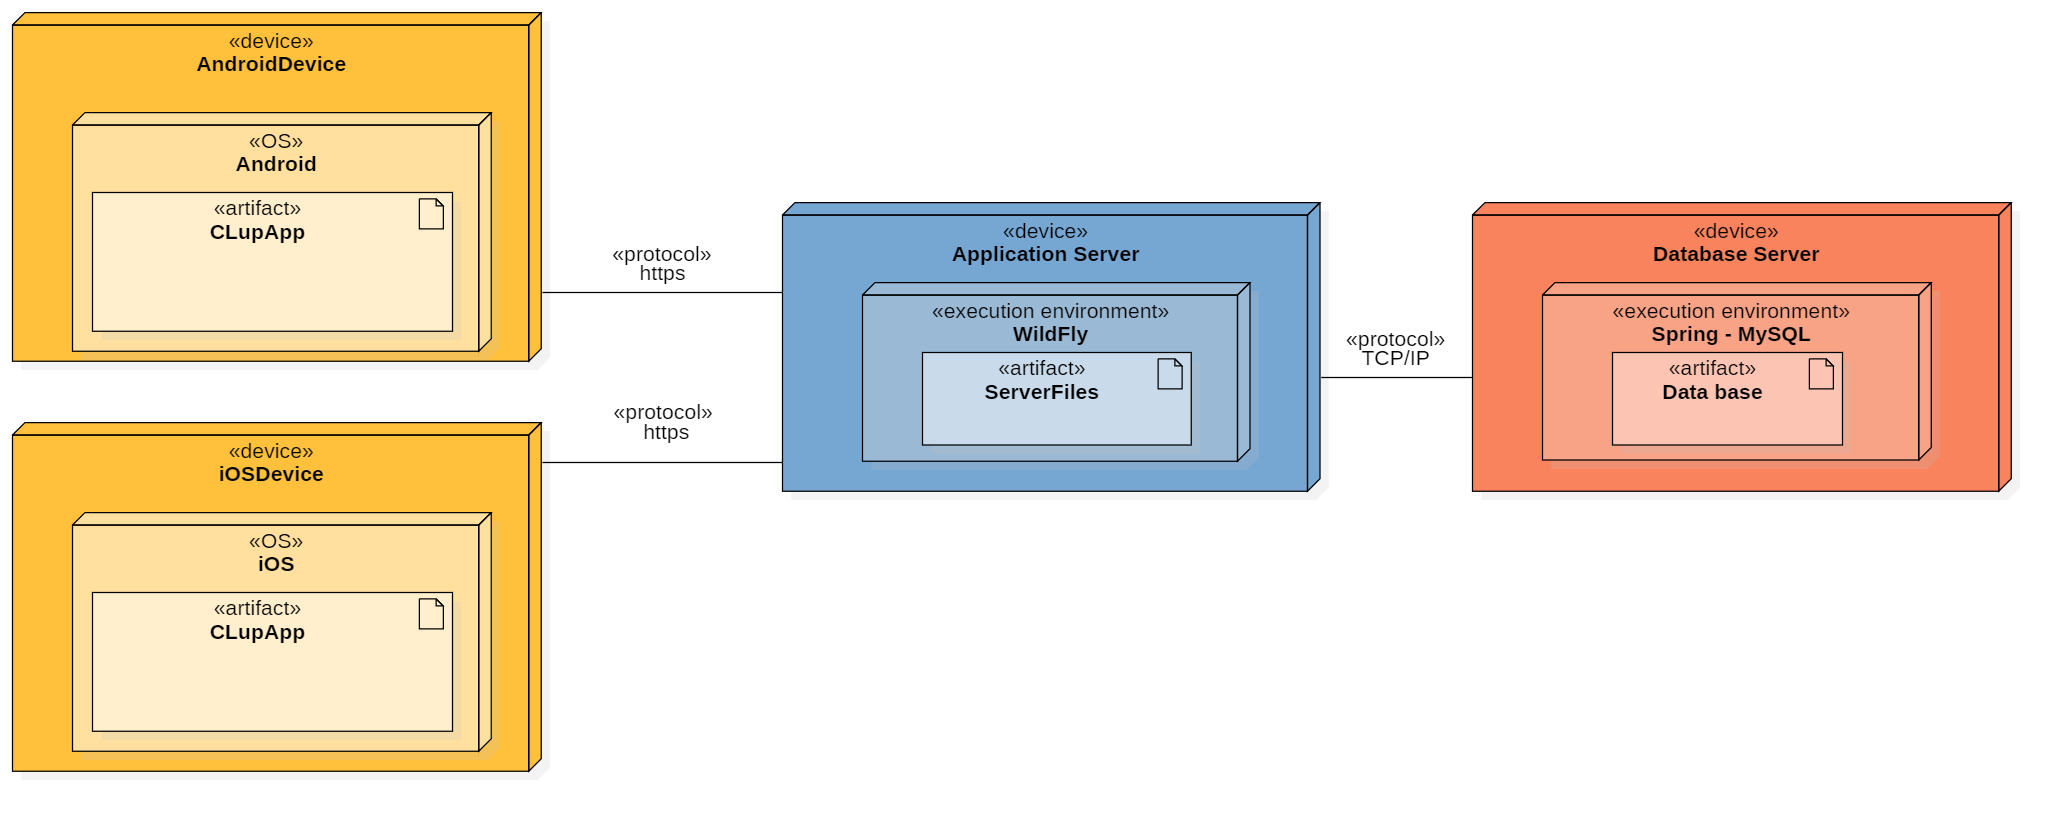 «device»
AndroidDevice
«OS»
Android
«artifact»
CLupApp
«protocol»
https
«device»
iOSDevice
«OS»
iOS
«artifact»
CLupApp
«protocol»
https
«device»
Application Server
«execution environment»
WildFly
«artifact»
ServerFiles
«protocol»
TCP/IP
«device»
Database Server
«execution environment»
Spring - MySQL
«artifact»
Data base